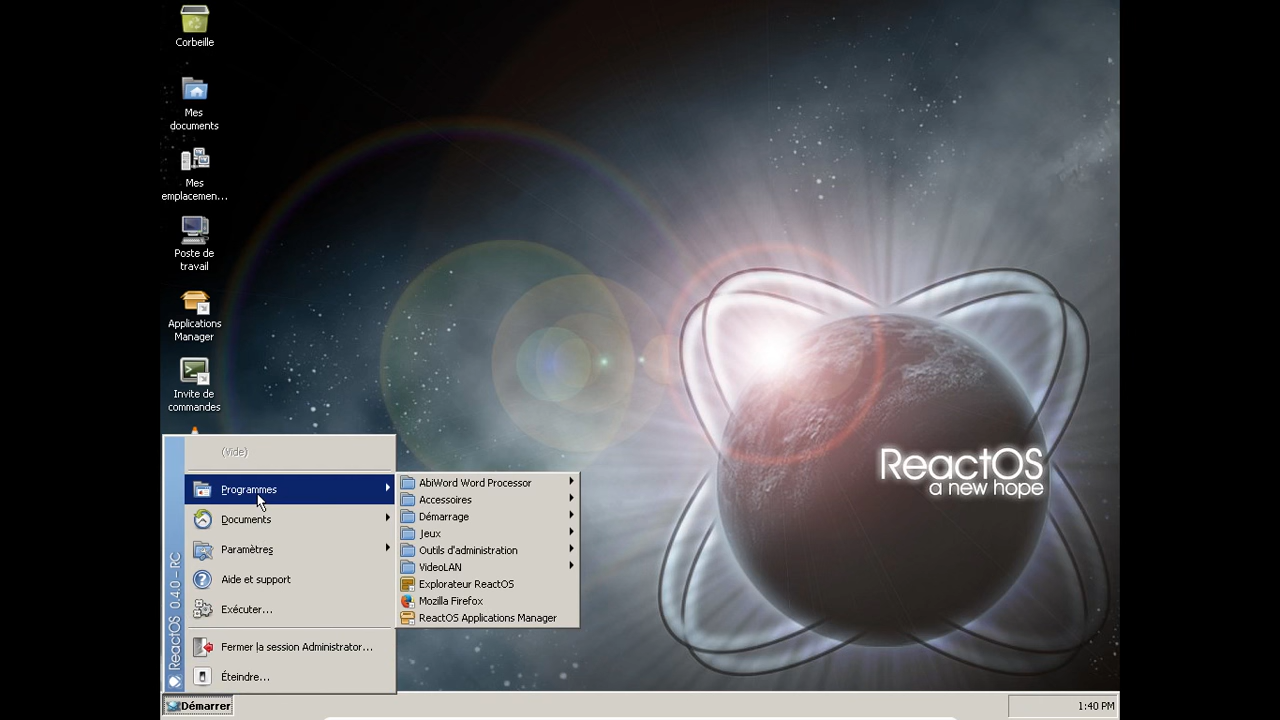 Corbeille
Mes
documents
Mes
emplacemen...
Poste de
travail
Applications
Manager
Invite de
commandes
(Vide)
Programmes
Documents
Paramètres
Aide et support
Exécuter...
Fermer la session Administrator...
Éteindre...
ReactOS 0.4.0 - RC
AbiWord Word Processor
Accessoires
Démarrage
Jeux
Outils d'administration
VideoLAN
Explorateur ReactOS
Mozilla Firefox
ReactOS Applications Manager
ReactOS
a new hope
Démarrer
1:40 PM